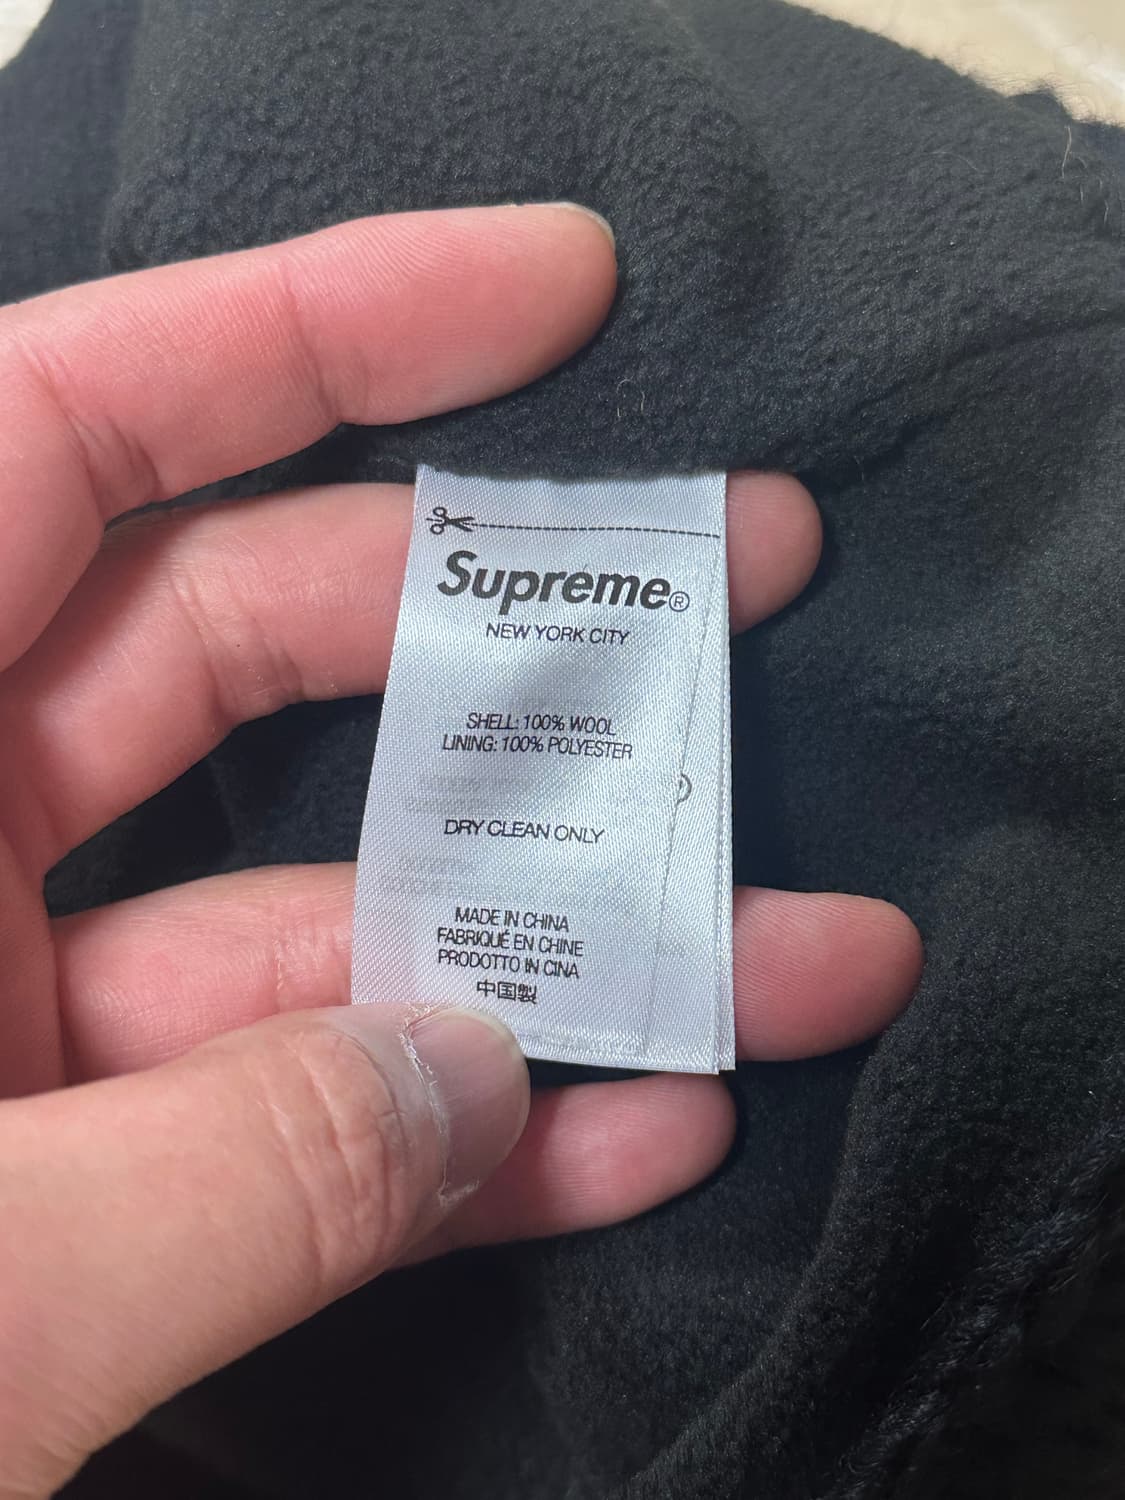 Supreme®
NEW YORK CITY
SHELL: 100% WOOL
LINING: 100% POLYESTER
DRY CLEAN ONLY
MADE IN CHINA
FABRIQUÉ EN CHINE
PRODOTTO IN CINA
中国製